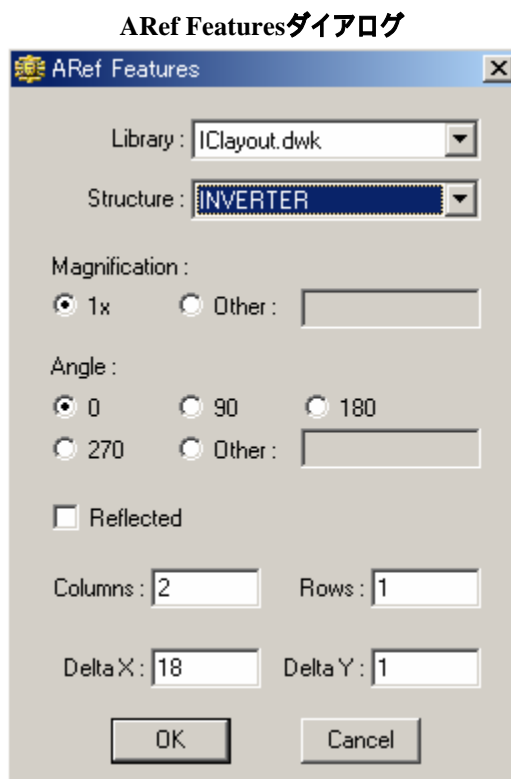 ARef Featuresダイアログ
ARef Features
Library : IClayout.dwk
Structure : INVERTER
Magnification :
1x Other :
Angle :
0 90 180
270 Other :
Reflected
Columns : 2 Rows : 1
Delta X : 18 Delta Y : 1
OK Cancel